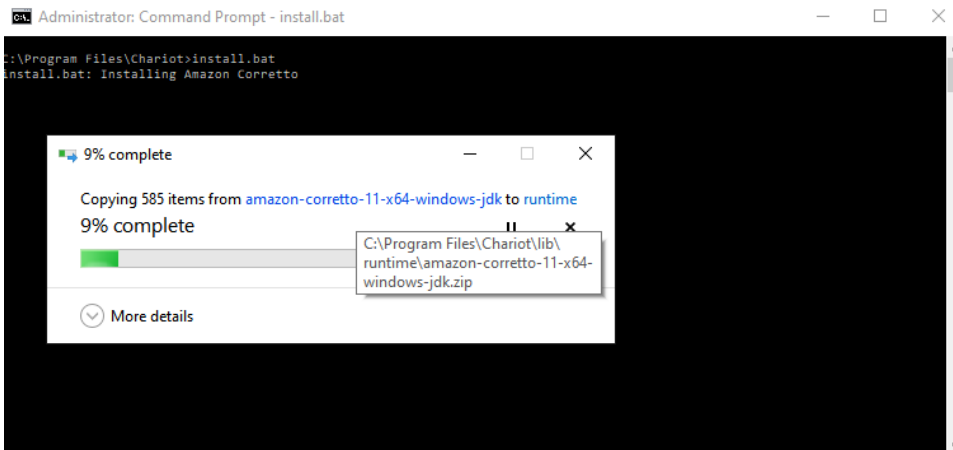 Administrator: Command Prompt - install.bat
C:\Program Files\Chariot>install.bat
install.bat: Installing Amazon Corretto
9% complete
Copying 585 items from amazon-corretto-11-x64-windows-jdk to runtime
9% complete
C:\Program Files\Chariot\lib\
runtime\amazon-corretto-11-x64-
windows-jdk.zip
More details